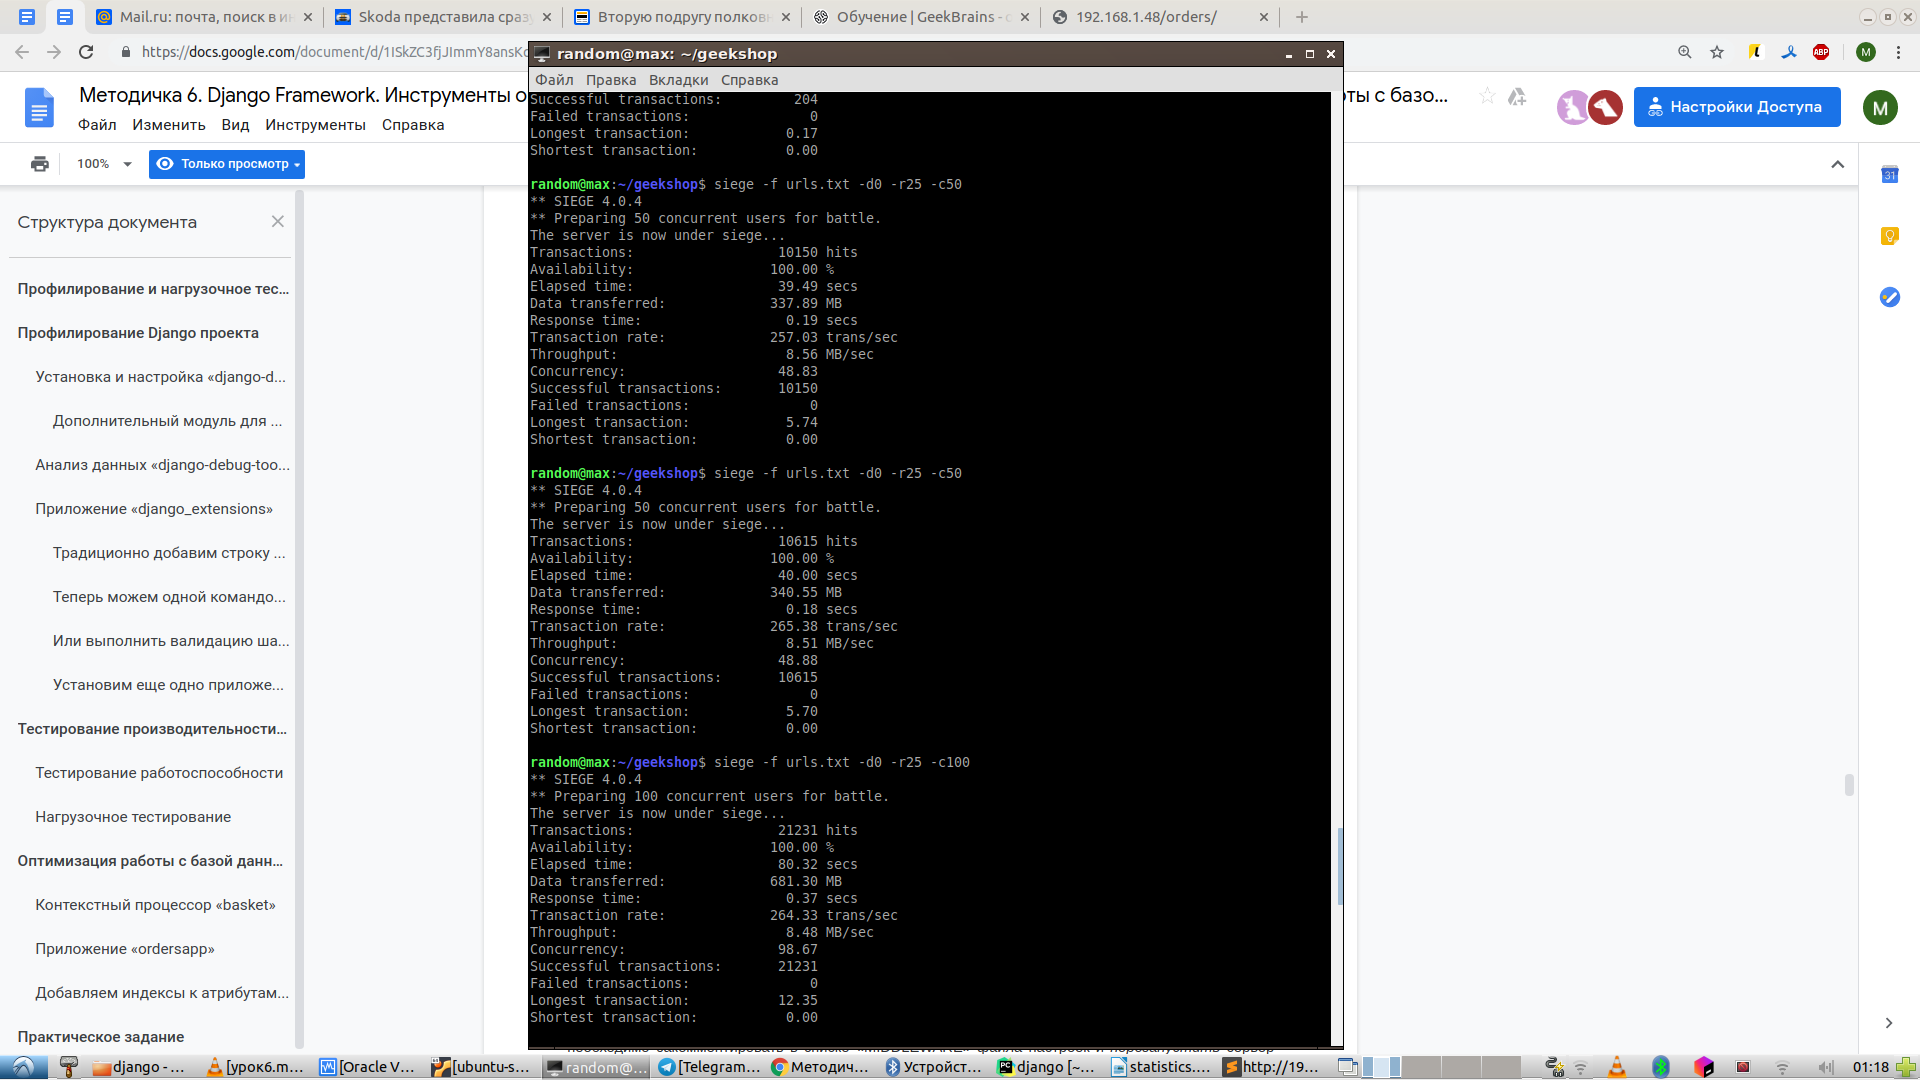 Mail.ru: почта, поиск в ин
Skoda представила сразу
Вторую подругу полковн
Обучение | GeekBrains - о
192.168.1.48/orders/
https://docs.google.com/document/d/1ISkZC3fjJImmY8ansKc
ABP
M
random@max: ~/geekshop
Файл Правка Вкладки Справка
Методичка 6. Django Framework. Инструменты о
ты с базо...
Файл Изменить Вид Инструменты Справка
Настройки Доступа
M
100%
Только просмотр
31
Структура документа
Профилирование и нагрузочное тес...
Профилирование Django проекта
Установка и настройка «django-d...
Дополнительный модуль для ...
Анализ данных «django-debug-too...
Приложение «django_extensions»
Традиционно добавим строку ...
Теперь можем одной командо...
Или выполнить валидацию ша...
Установим еще одно приложе...
Тестирование производительности...
Тестирование работоспособности
Нагрузочное тестирование
Оптимизация работы с базой данн...
Контекстный процессор «basket»
Приложение «ordersapp»
Добавляем индексы к атрибутам...
Практическое задание
Successful transactions: 204
Failed transactions: 0
Longest transaction: 0.17
Shortest transaction: 0.00
random@max:~/geekshop$ siege -f urls.txt -d0 -r25 -c50
** SIEGE 4.0.4
** Preparing 50 concurrent users for battle.
The server is now under siege...
Transactions: 10150 hits
Availability: 100.00 %
Elapsed time: 39.49 secs
Data transferred: 337.89 MB
Response time: 0.19 secs
Transaction rate: 257.03 trans/sec
Throughput: 8.56 MB/sec
Concurrency: 48.83
Successful transactions: 10150
Failed transactions: 0
Longest transaction: 5.74
Shortest transaction: 0.00
random@max:~/geekshop$ siege -f urls.txt -d0 -r25 -c50
** SIEGE 4.0.4
** Preparing 50 concurrent users for battle.
The server is now under siege...
Transactions: 10615 hits
Availability: 100.00 %
Elapsed time: 40.00 secs
Data transferred: 340.55 MB
Response time: 0.18 secs
Transaction rate: 265.38 trans/sec
Throughput: 8.51 MB/sec
Concurrency: 48.88
Successful transactions: 10615
Failed transactions: 0
Longest transaction: 5.70
Shortest transaction: 0.00
random@max:~/geekshop$ siege -f urls.txt -d0 -r25 -c100
** SIEGE 4.0.4
** Preparing 100 concurrent users for battle.
The server is now under siege...
Transactions: 21231 hits
Availability: 100.00 %
Elapsed time: 80.32 secs
Data transferred: 681.30 MB
Response time: 0.37 secs
Transaction rate: 264.33 trans/sec
Throughput: 8.48 MB/sec
Concurrency: 98.67
Successful transactions: 21231
Failed transactions: 0
Longest transaction: 12.35
Shortest transaction: 0.00
django - ...
[урок6.m...
[Oracle V...
[ubuntu-s...
random@...
[Telegram...
Методич...
Устройст...
django [~...
statistics....
http://19...
01:18